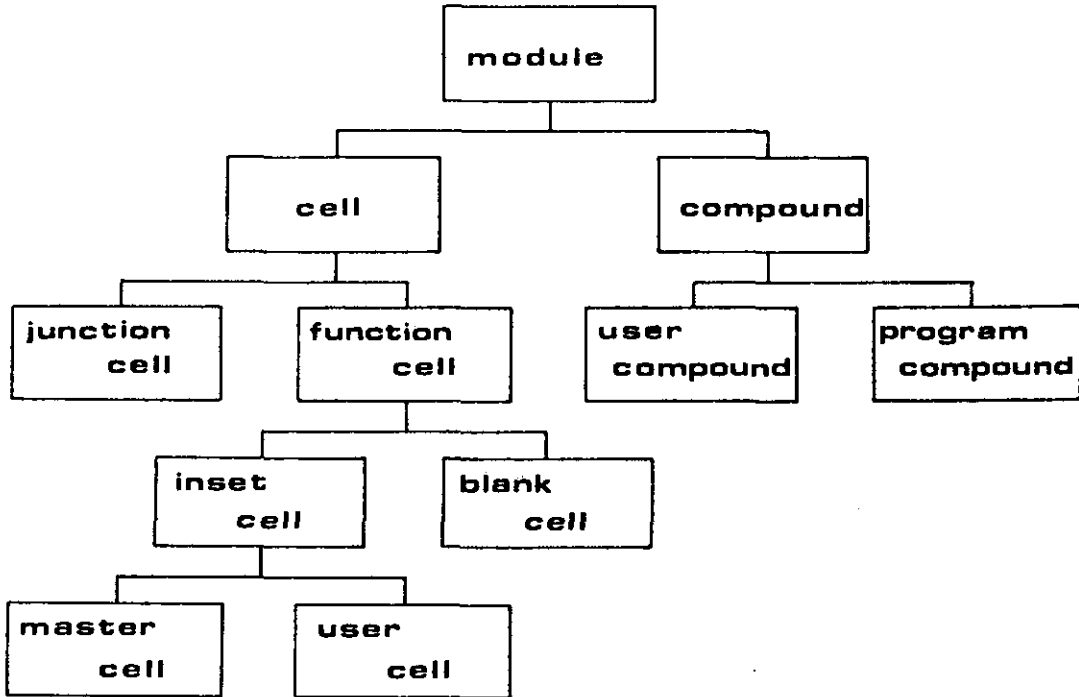 module
cell
compound
junction
cell
function
cell
user
compound
program
compound
inset
cell
blank
cell
master
cell
user
cell